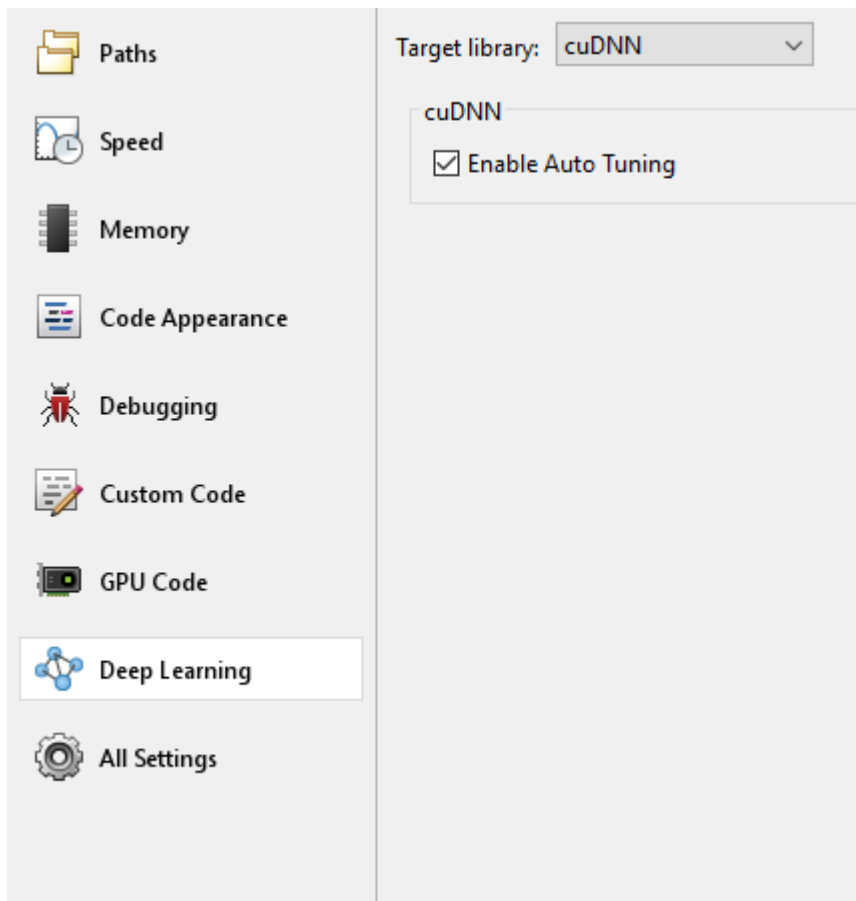 Paths
Speed
Memory
Code Appearance
Debugging
Custom Code
GPU Code
Deep Learning
All Settings
Target library: cuDNN
cuDNN
Enable Auto Tuning